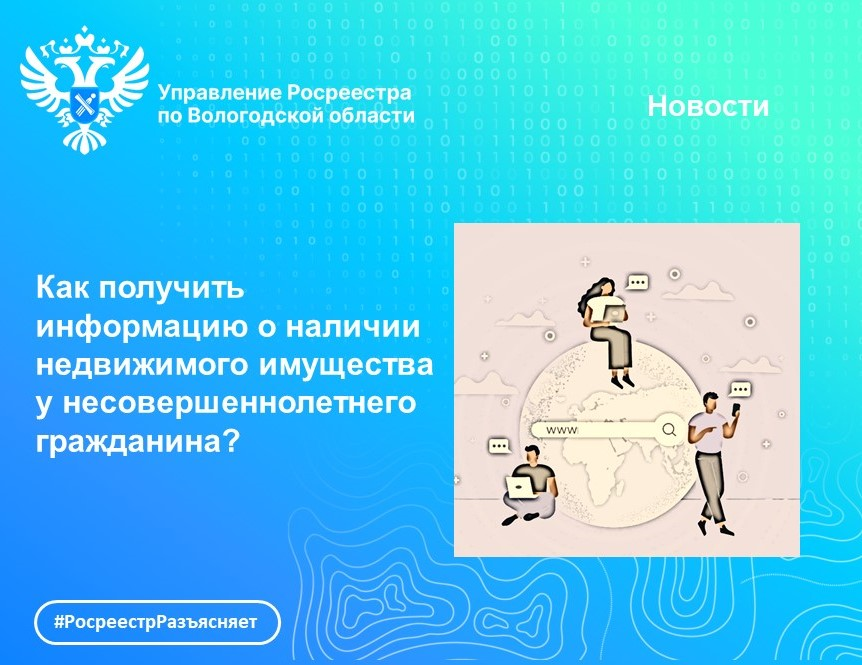 Управление Росреестра
по Вологодской области
Новости
Как получить
информацию о наличии
недвижимого имущества
у несовершеннолетнего
гражданина?
www
#РосреестрРазъясняет